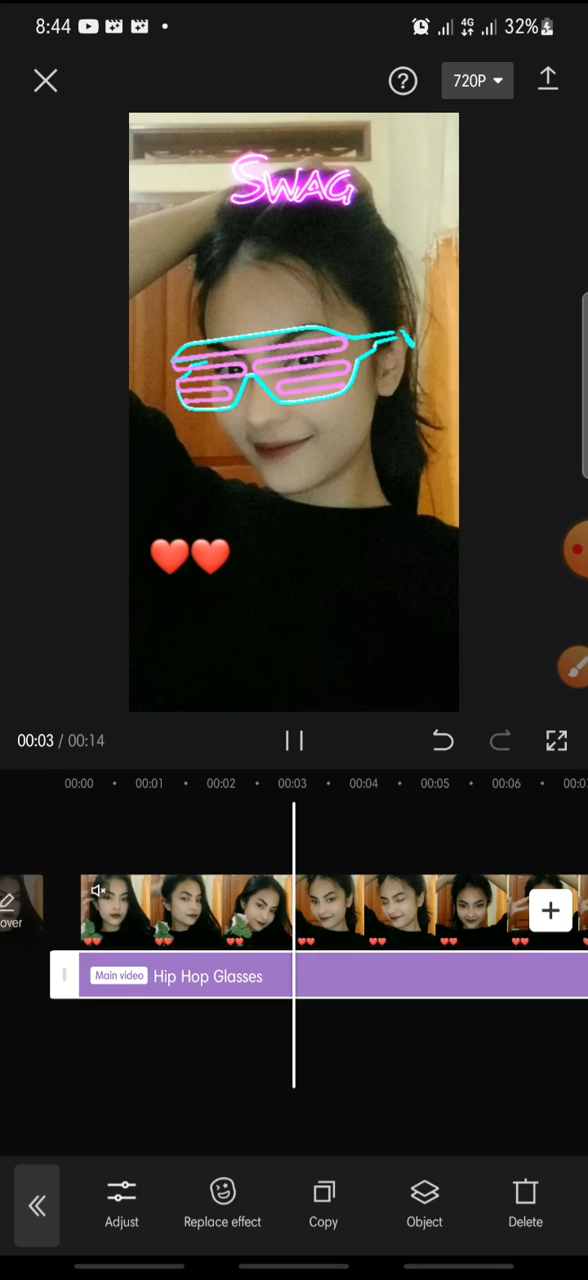 8:44
4G
32%
720P
SWAG
00:03 / 00:14
00:00
00:01
00:02
00:03
00:04
00:05
00:06
over
Main video Hip Hop Glasses
Adjust
Replace effect
Copy
Object
Delete